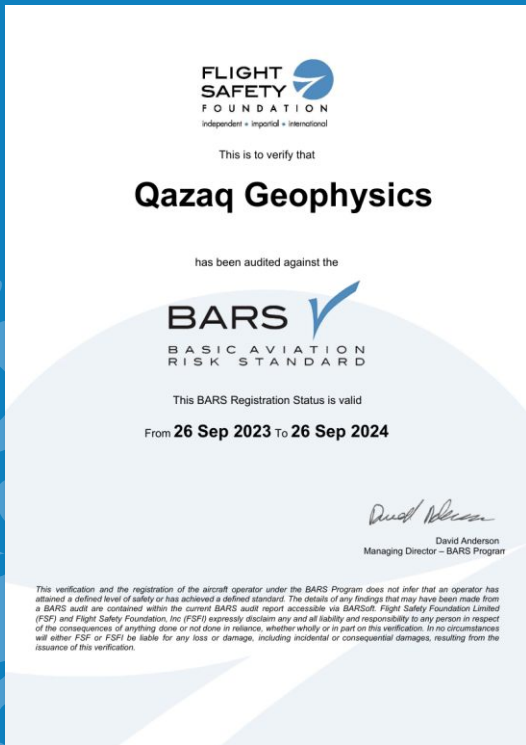 FLIGHT
SAFETY
FOUNDATION
independent • impartial • international
This is to verify that
Qazaq Geophysics
has been audited against the
BARS
BASIC AVIATION
RISK STANDARD
This BARS Registration Status is valid
From 26 Sep 2023 To 26 Sep 2024
David Anderson
Managing Director – BARS Program
This verification and the registration of the aircraft operator under the BARS Program does not infer that an operator has
attained a defined level of safety or has achieved a defined standard. The details of any findings that may have been made from
a BARS audit are contained within the current BARS audit report accessible via BARSoft. Flight Safety Foundation Limited
(FSF) and Flight Safety Foundation, Inc (FSFI) expressly disclaim any and all liability and responsibility to any person in respect
of the consequences of anything done or not done in reliance, whether wholly or in part on this verification. In no circumstances
will either FSF or FSFI be liable for any loss or damage, including incidental or consequential damages, resulting from the
issuance of this verification.